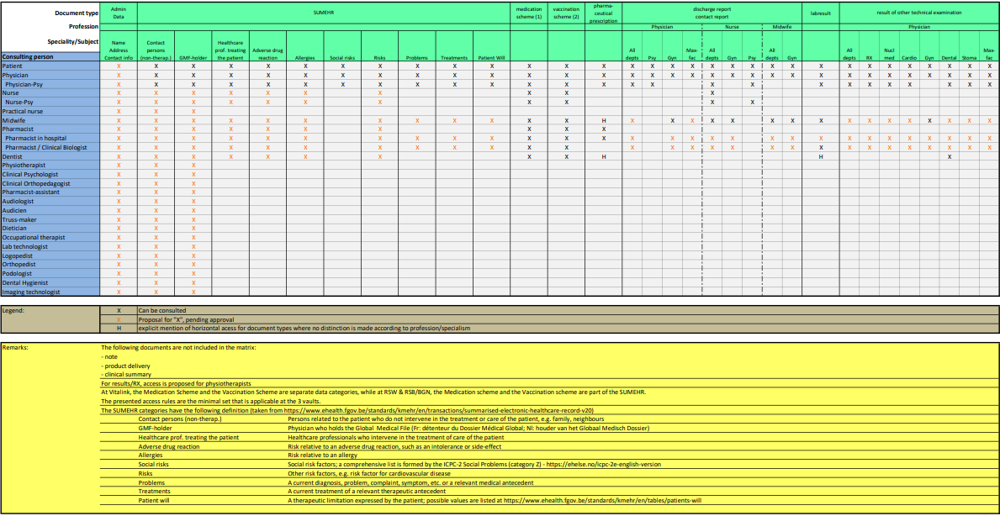 Document type Admin Data SUMEHR medication scheme (1) vaccination scheme (2) pharma-ceutical prescription discharge report contact report labresult result of other technical examination
Profession Physician Nurse Midwife Physician
Speciality/Subject Name Address Contact info Contact persons (non-therap.) GMF-holder Healthcare prof. treating the patient Adverse drug reaction Allergies Social risks Risks Problems Treatments Patient Will All depts Psy Gyn Max-fac All depts Gyn Psy All depts Gyn All depts RX Nucl med Cardio Gyn Dental Stoma Max-fac
Consulting person
Patient X X X X X X X X X X X X X X X X X X X X X X X X X X X X X X X X
Physician X X X X X X X X X X X X X X X X X X X X X X X X X X X X X X X X
Physician-Psy X X X X X X X X X X X X X X X X X X X X X X X X X X X
Nurse X X X X X X X X X X
Nurse-Psy X X X X X X X X X X X
Practical nurse X X X
Midwife X X X X X X X X X X X X H X X X X X X X X X X X X X X X X
Pharmacist X X X X X X X X X X
Pharmacist in hospital X X X X X X X X X X X X X X X X X X X X X X X X X X X X X
Pharmacist / Clinical Biologist X X X X X X X X X X X X X X X X X X X X X X X X X X X X
Dentist X X X X X X X X X H H X
Physiotherapist X X X
Clinical Psychologist X X X
Clinical Orthopedagogist X X X
Pharmacist-assistant X X X
Audiologist X X X
Audicien X X X
Truss-maker X X X
Dietician X X X
Occupational therapist X X X
Lab technologist X X X
Logopedist X X X
Orthopedist X X X
Podologist X X X
Dental Hygienist X X X
Imaging technologist X X X
Legend: X Can be consulted
X Proposal for "X", pending approval
H explicit mention of horizontal acess for document types where no distinction is made according to profession/specialism
Remarks: The following documents are not included in the matrix:
- note
- product delivery
- clinical summary
For results/RX, access is proposed for physiotherapists
At Vitalink, the Medication Scheme and the Vaccination Scheme are separate data categories, while at RSW & RSB/BGN, the Medication scheme and the Vaccination scheme are part of the SUMEHR.
The presented access rules are the minimal set that is applicable at the 3 vaults.
The SUMEHR categories have the following definition (taken from https://www.ehealth.fgov.be/standards/kmehr/en/transactions/summarised-electronic-healthcare-record-v20)
Contact persons (non-therap.) Persons related to the patient who do not intervene in the treatment or care of the patient, e.g. family, neighbours
GMF-holder Physician who holds the Global Medical File (Fr: détenteur du Dossier Médical Global; Nl: houder van het Globaal Medisch Dossier)
Healthcare prof. treating the patient Healthcare professionals who intervene in the treatment of care of the patient
Adverse drug reaction Risk relative to an adverse drug reaction, such as an intolerance or side-effect
Allergies Risk relative to an allergy
Social risks Social risk factors; a comprehensive list is formed by the ICPC-2 Social Problems (category Z) - https://ehelse.no/icpc-2e-english-version
Risks Other risk factors, e.g. risk factor for cardiovascular disease
Problems A current diagnosis, problem, complaint, symptom, etc. or a relevant medical antecedent
Treatments A current treatment of a relevant therapeutic antecedent
Patient will A therapeutic limitation expressed by the patient; possible values are listed at https://www.ehealth.fgov.be/standards/kmehr/en/tables/patients-will